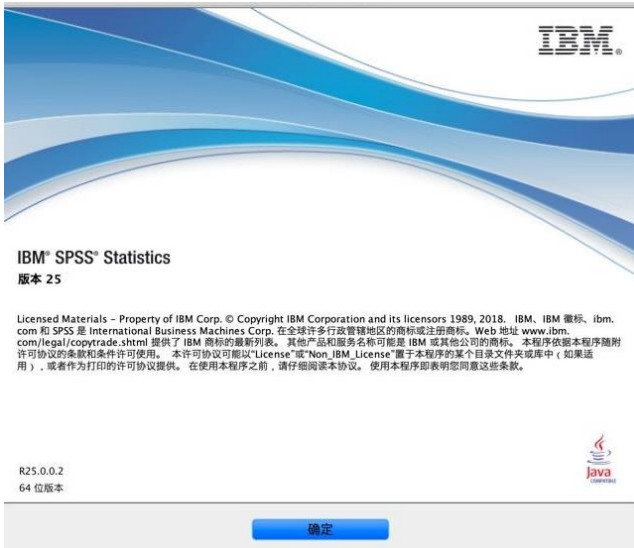 IBM®
IBM® SPSS® Statistics
版本 25
Licensed Materials – Property of IBM Corp. © Copyright IBM Corporation and its licensors 1989, 2018. IBM、IBM 徽标、ibm.
com 和 SPSS 是 International Business Machines Corp. 在全球许多行政管辖地区的商标或注册商标。Web 地址 www.ibm.
com/legal/copytrade.shtml 提供了 IBM 商标的最新列表。 其他产品和服务名称可能是 IBM 或其他公司的商标。 本程序依据本程序随附
许可协议的条款和条件许可使用。 本许可协议可能以“License”或“Non_IBM_License”置于本程序的某个目录文件夹或库中（如果适
用），或者作为打印的许可协议提供。 在使用本程序之前，请仔细阅读本协议。 使用本程序即表明您同意这些条款。
R25.0.0.2
64 位版本
Java
COMPATIBLE
确定